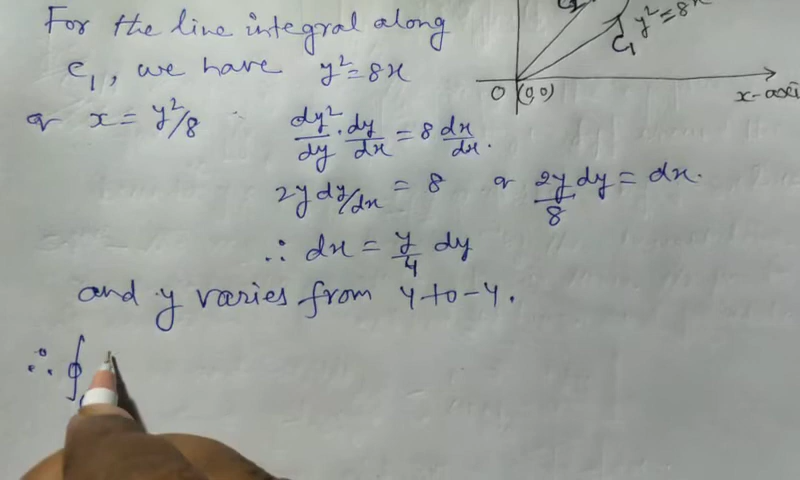 For the line integral along
C₁, we have y² = 8x
or x = y²/8
dy²/dy · dy/dx = 8 dx/dx.
2y dy/dx = 8 or 2y/8 dy = dx.
∴ dx = y/4 dy
and y varies from 4 to -4.
∴ ∮
C₁ y² = 8x
O (0,0)
x-axi